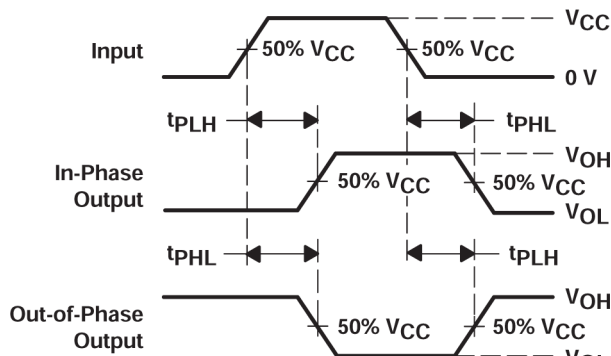 VCC
Input
50% VCC
50% VCC
0 V
tPLH
tPHL
VOH
In-Phase
Output
50% VCC
50% VCC
VOL
tPHL
tPLH
VOH
Out-of-Phase
Output
50% VCC
50% VCC